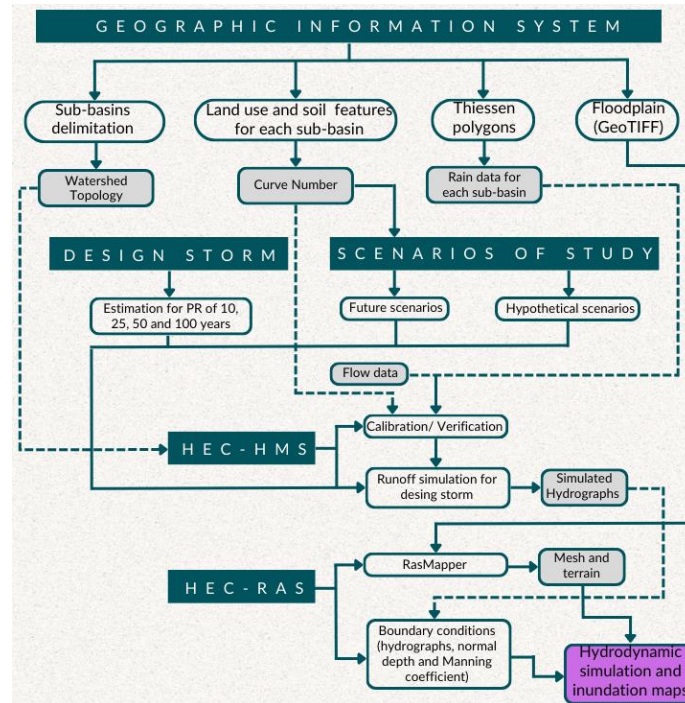 GEOGRAPHIC INFORMATION SYSTEM
Sub-basins
delimitation
Land use and soil features
for each sub-basin
Thiessen
polygons
Floodplain
(GeoTIFF)
Watershed
Topology
Curve Number
Rain data for
each sub-basin
DESIGN STORM
SCENARIOS OF STUDY
Estimation for PR of 10,
25, 50 and 100 years
Future scenarios
Hypothetical scenarios
Flow data
Calibration/ Verification
HEC-HMS
Runoff simulation for
desing storm
Simulated
Hydrographs
RasMapper
Mesh and
terrain
HEC-RAS
Boundary conditions
(hydrographs, normal
depth and Manning
coefficient)
Hydrodynamic
simulation and
inundation maps